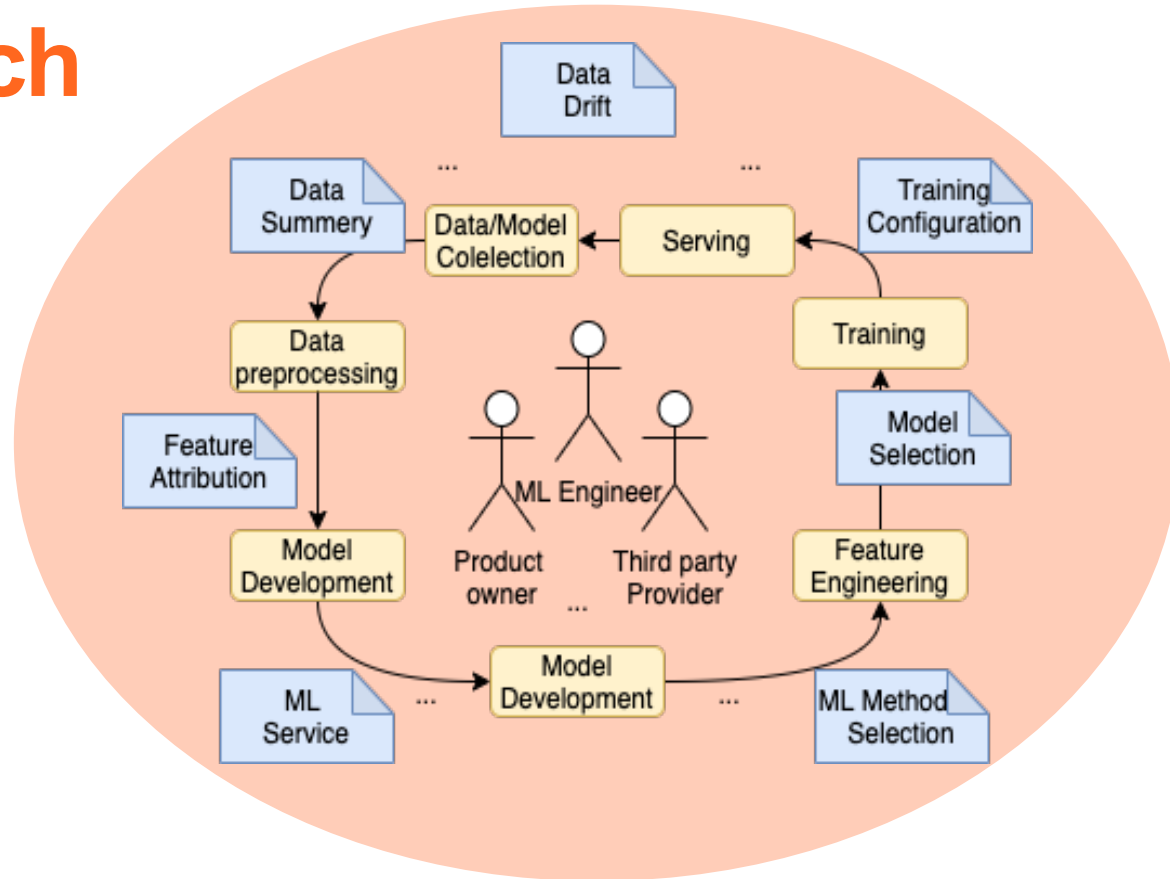 ch
Data
Drift
...
...
Data
Summery
Data/Model
Colelection
Serving
Training
Configuration
Data
preprocessing
Training
Feature
Attribution
Model
Selection
ML Engineer
Model
Development
Product
owner
Third party
Provider
...
Feature
Engineering
Model
Development
ML
Service
...
...
ML Method
Selection